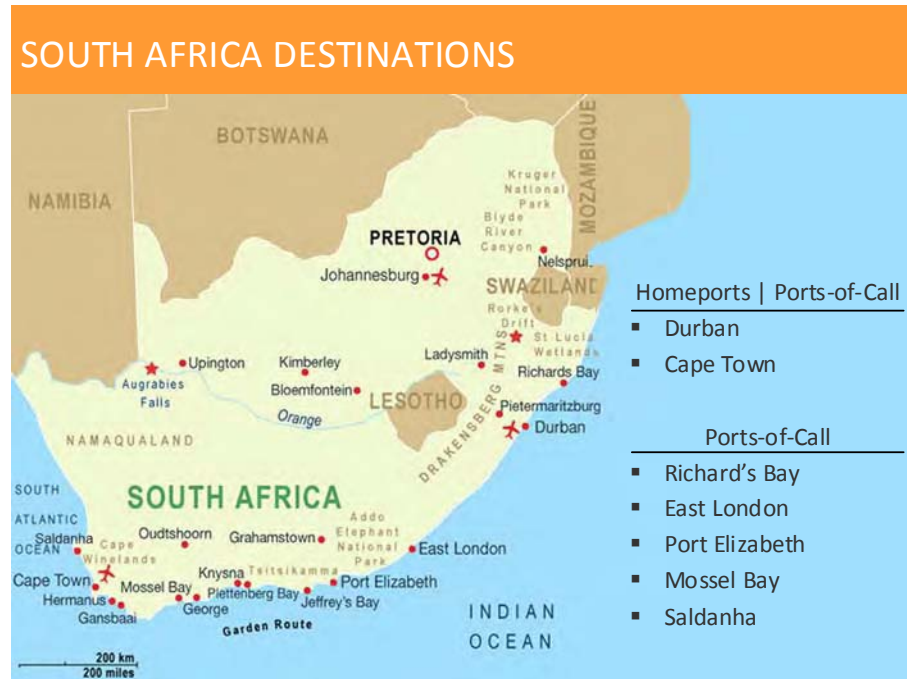 SOUTH AFRICA DESTINATIONS
BOTSWANA
NAMIBIA
MOZAMBIQUE
Kruger
National
Park
Blyde
River
Canyon
PRETORIA
Nelsprui.
Johannesburg
SWAZILAND
Rorke's
Drift
St Lucia
Wetlands
Upington
Kimberley
Ladysmith
Richards Bay
Augrabies
Falls
Bloemfontein
LESOTHO
DRAKENSBERG MTNS
Pietermaritzburg
Orange
Durban
NAMAQUALAND
SOUTH
ATLANTIC
OCEAN
SOUTH AFRICA
Addo
Elephant
National
Park
Saldanha
Cape
Winelands
Oudtshoorn
Grahamstown
East London
Cape Town
Knysna
Tsitsikamma
Port Elizabeth
Mossel Bay
Plettenberg Bay
Hermanus
George
Jeffrey's Bay
Gansbaai
Garden Route
INDIAN
OCEAN
200 km
200 miles
Homeports | Ports-of-Call
▪ Durban
▪ Cape Town
Ports-of-Call
▪ Richard's Bay
▪ East London
▪ Port Elizabeth
▪ Mossel Bay
▪ Saldanha